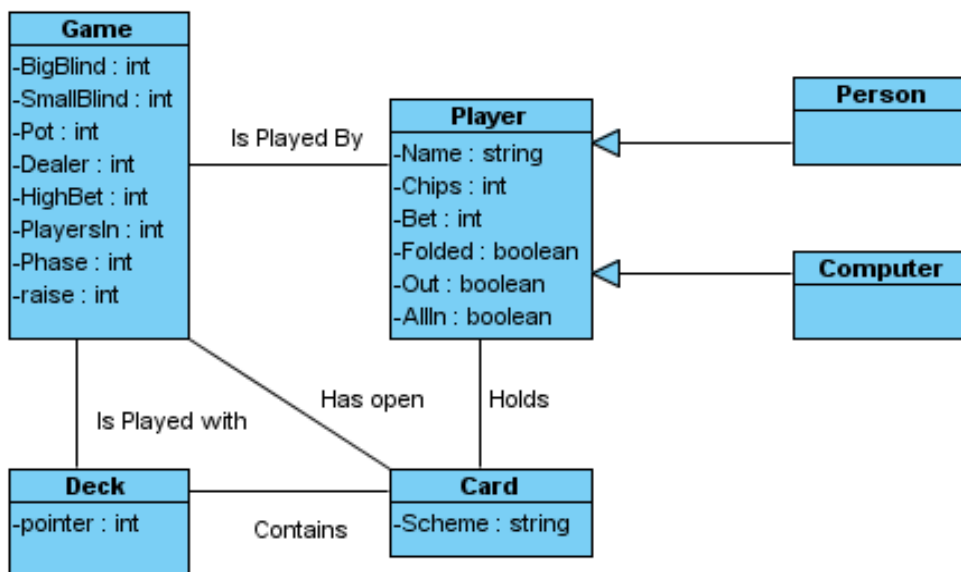 Game
-BigBlind : int
-SmallBlind : int
-Pot : int
-Dealer : int
-HighBet : int
-PlayersIn : int
-Phase : int
-raise : int
Is Played By
Player
-Name : string
-Chips : int
-Bet : int
-Folded : boolean
-Out : boolean
-AllIn : boolean
Person
Computer
Is Played with
Has open
Holds
Deck
-pointer : int
Contains
Card
-Scheme : string